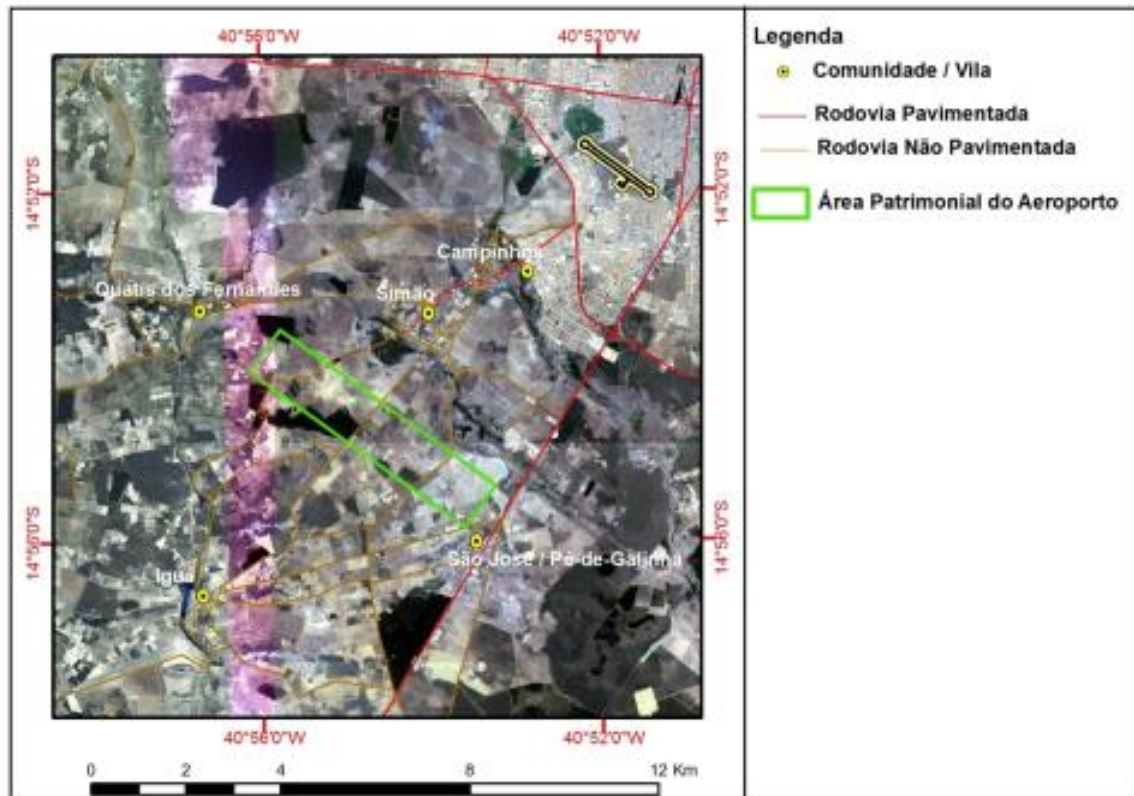 40°56'0"W
40°52'0"W
Legenda
Comunidade / Vila
N
Rodovia Pavimentada
Rodovia Não Pavimentada
14°52'0"S
14°52'0"S
Área Patrimonial do Aeroporto
Campinhos
Quatis dos Fernandes
Simão
14°56'0"S
14°56'0"S
São José / Pé-de-Galinha
Iguá
40°56'0"W
40°52'0"W
0 2 4 8 12 Km